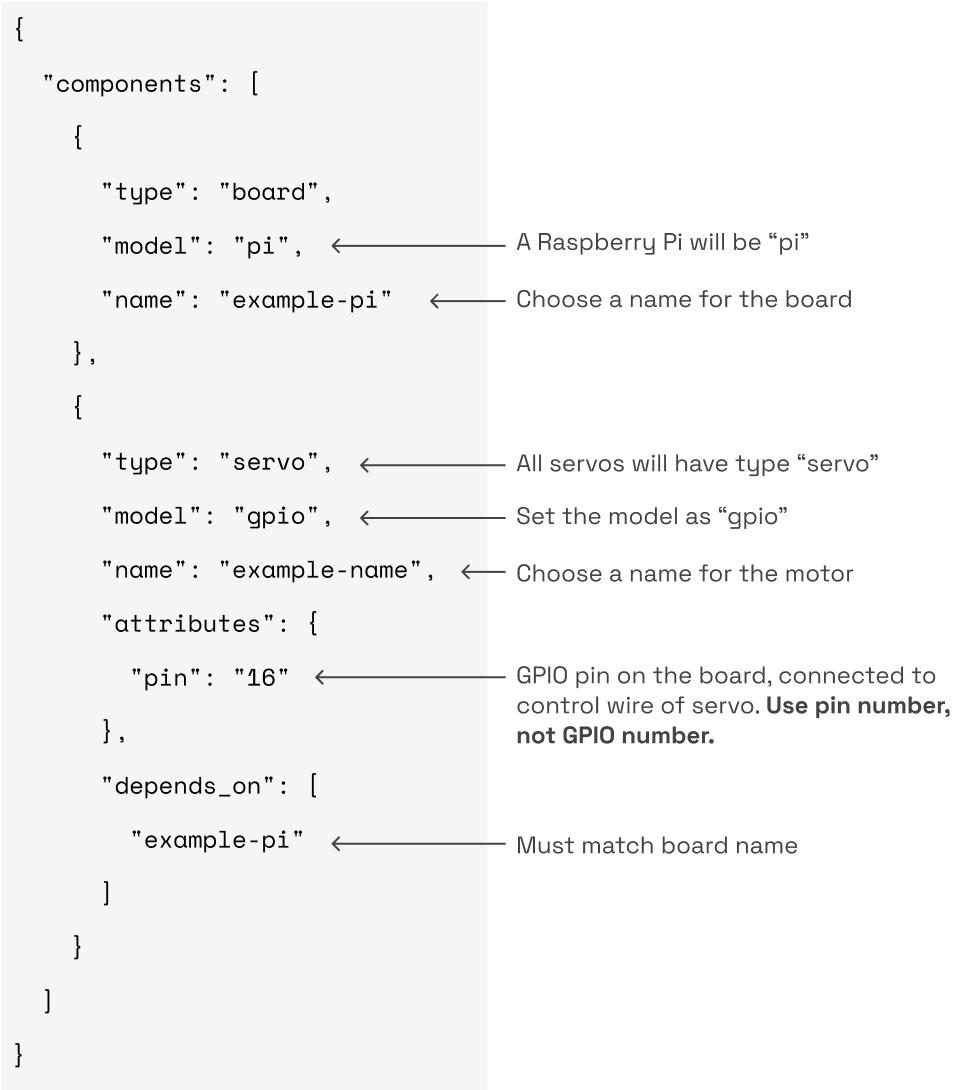 {
"components": [
{
"type": "board",
"model": "pi",
A Raspberry Pi will be “pi”
"name": "example-pi"
Choose a name for the board
},
{
"type": "servo",
All servos will have type “servo”
"model": "gpio",
Set the model as “gpio”
"name": "example-name",
Choose a name for the motor
"attributes": {
"pin": "16"
GPIO pin on the board, connected to
control wire of servo. Use pin number,
not GPIO number.
},
"depends_on": [
"example-pi"
Must match board name
]
}
]
}